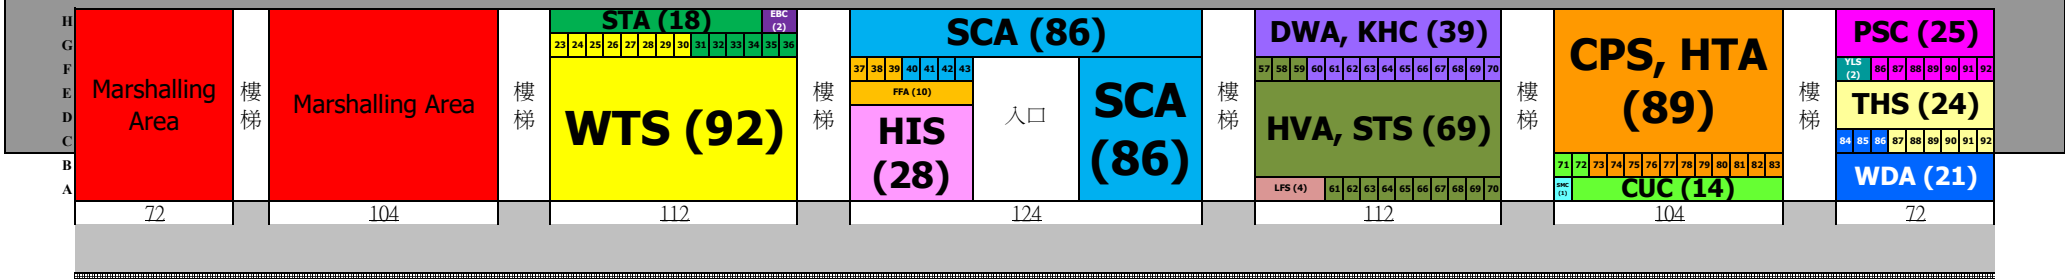 H
G
F
E
D
C
B
A
Marshalling
Area
72
樓
梯
Marshalling Area
104
樓
梯
STA (18)
EBC
(2)
23 24 25 26 27 28 29 30 31 32 33 34 35 36
WTS (92)
112
樓
梯
SCA (86)
37 38 39 40 41 42 43
FFA (10)
HIS
(28)
入口
SCA
(86)
124
樓
梯
DWA, KHC (39)
57 58 59 60 61 62 63 64 65 66 67 68 69 70
HVA, STS (69)
LFS (4)
61 62 63 64 65 66 67 68 69 70
112
樓
梯
CPS, HTA
(89)
71 72 73 74 75 76 77 78 79 80 81 82 83
SMC
(1)
CUC (14)
104
樓
梯
PSC (25)
YLS
(2)
86 87 88 89 90 91 92
THS (24)
84 85 86 87 88 89 90 91 92
WDA (21)
72